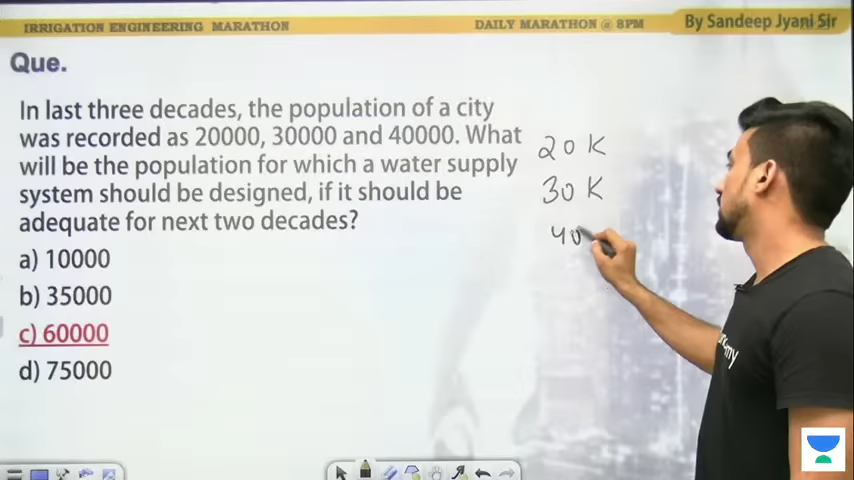 IRRIGATION ENGINEERING MARATHON
DAILY MARATHON @ 8PM
By Sandeep Jyani Sir
Que.
In last three decades, the population of a city
was recorded as 20000, 30000 and 40000. What
will be the population for which a water supply
system should be designed, if it should be
adequate for next two decades?
a) 10000
b) 35000
c) 60000
d) 75000
20 K
30 K
40